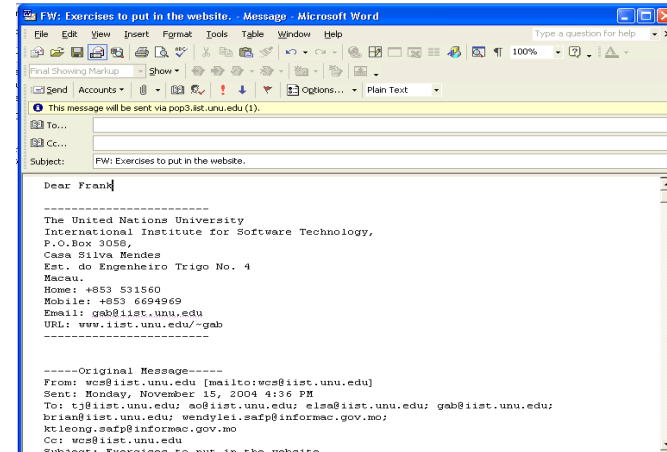 FW: Exercises to put in the website. - Message - Microsoft Word
File Edit View Insert Format Tools Table Window Help Type a question for help
100%
Final Showing Markup Show
Send Accounts Options... Plain Text
This message will be sent via pop3.iist.unu.edu (1).
To...
Cc...
Subject: FW: Exercises to put in the website.
Dear Frank
-------------------------
The United Nations University
International Institute for Software Technology,
P.O.Box 3058,
Casa Silva Mendes
Est. do Engenheiro Trigo No. 4
Macau.
Home: +853 531560
Mobile: +853 6694969
Email: gab@iist.unu.edu
URL: www.iist.unu.edu/~gab
-------------------------
-----Original Message-----
From: wcs@iist.unu.edu [mailto:wcs@iist.unu.edu]
Sent: Monday, November 15, 2004 4:36 PM
To: tj@iist.unu.edu; ao@iist.unu.edu; elsa@iist.unu.edu; gab@iist.unu.edu;
brian@iist.unu.edu; wendylei.safp@informac.gov.mo;
ktleong.safp@informac.gov.mo
Cc: wcs@iist.unu.edu
Subject: Exercises to put in the website